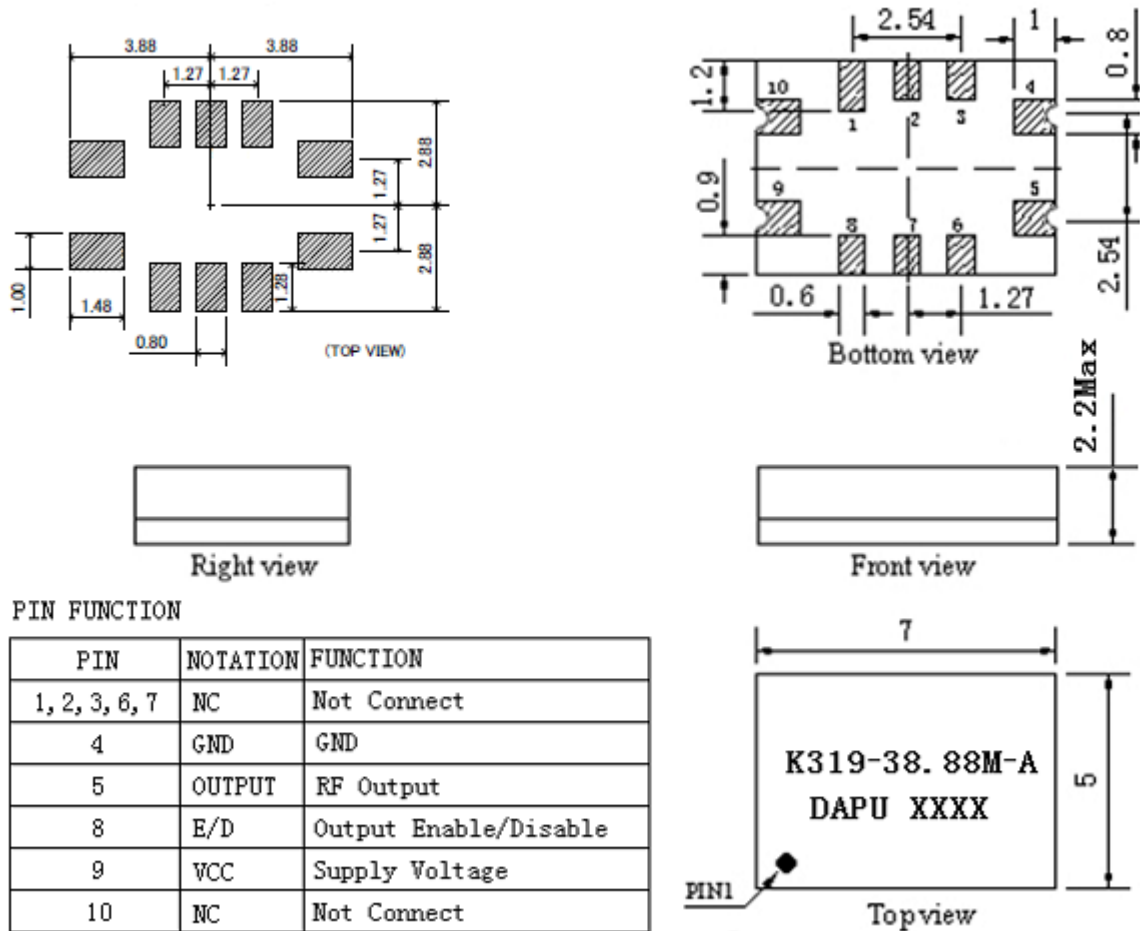 3.88 3.88
1.27 1.27
2.88
1.27
1.27
2.88
1.28
1.00
1.48
0.80
(TOP VIEW)
2.54 1
0.8
1.2
10 4
1 2 3
0.9
9 5
8 7 6
2.54
0.6 1.27
Bottom view
2.2Max
Right view
Front view
PIN FUNCTION
PIN NOTATION FUNCTION
1, 2, 3, 6, 7 NC Not Connect
4 GND GND
5 OUTPUT RF Output
8 E/D Output Enable/Disable
9 VCC Supply Voltage
10 NC Not Connect
7
K319-38.88M-A
DAPU XXXX
5
PIN1
Top view